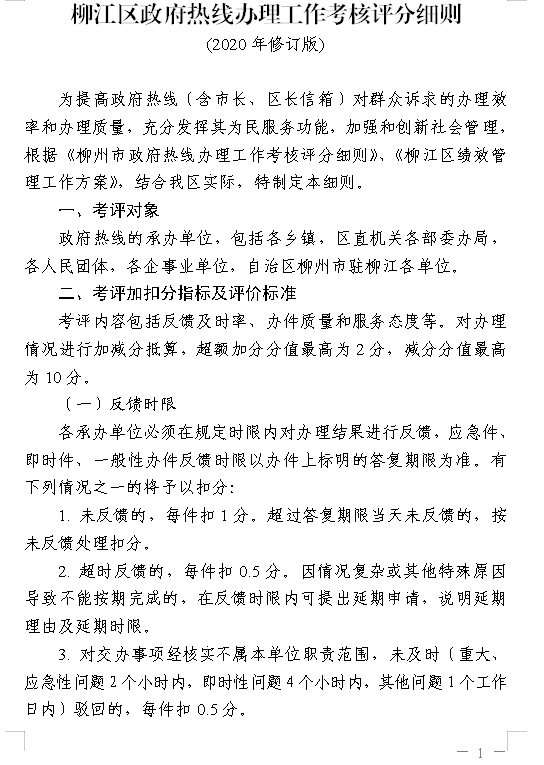 柳江区政府热线办理工作考核评分细则
(2020 年修订版)
为提高政府热线（含市长、区长信箱）对群众诉求的办理效
率和办理质量，充分发挥其为民服务功能，加强和创新社会管理，
根据《柳州市政府热线办理工作考核评分细则》、《柳江区绩效管
理工作方案》，结合我区实际，特制定本细则。
一、考评对象
政府热线的承办单位，包括各乡镇，区直机关各部委办局，
各人民团体，各企事业单位，自治区柳州市驻柳江各单位。
二、考评加扣分指标及评价标准
考评内容包括反馈及时率、办件质量和服务态度等。对办理
情况进行加减分抵算，超额加分分值最高为 2 分，减分分值最高
为 10 分。
（一）反馈时限
各承办单位必须在规定时限内对办理结果进行反馈，应急件、
即时件、一般性办件反馈时限以办件上标明的答复期限为准。有
下列情况之一的将予以扣分：
1. 未反馈的，每件扣 1 分。超过答复期限当天未反馈的，按
未反馈处理扣分。
2. 超时反馈的，每件扣 0.5 分。因情况复杂或其他特殊原因
导致不能按期完成的，在反馈时限内可提出延期申请，说明延期
理由及延期时限。
3. 对交办事项经核实不属本单位职责范围，未及时（重大、
应急性问题 2 个小时内，即时性问题 4 个小时内，其他问题 1 个工作
日内）驳回的，每件扣 0.5 分。
— 1 —